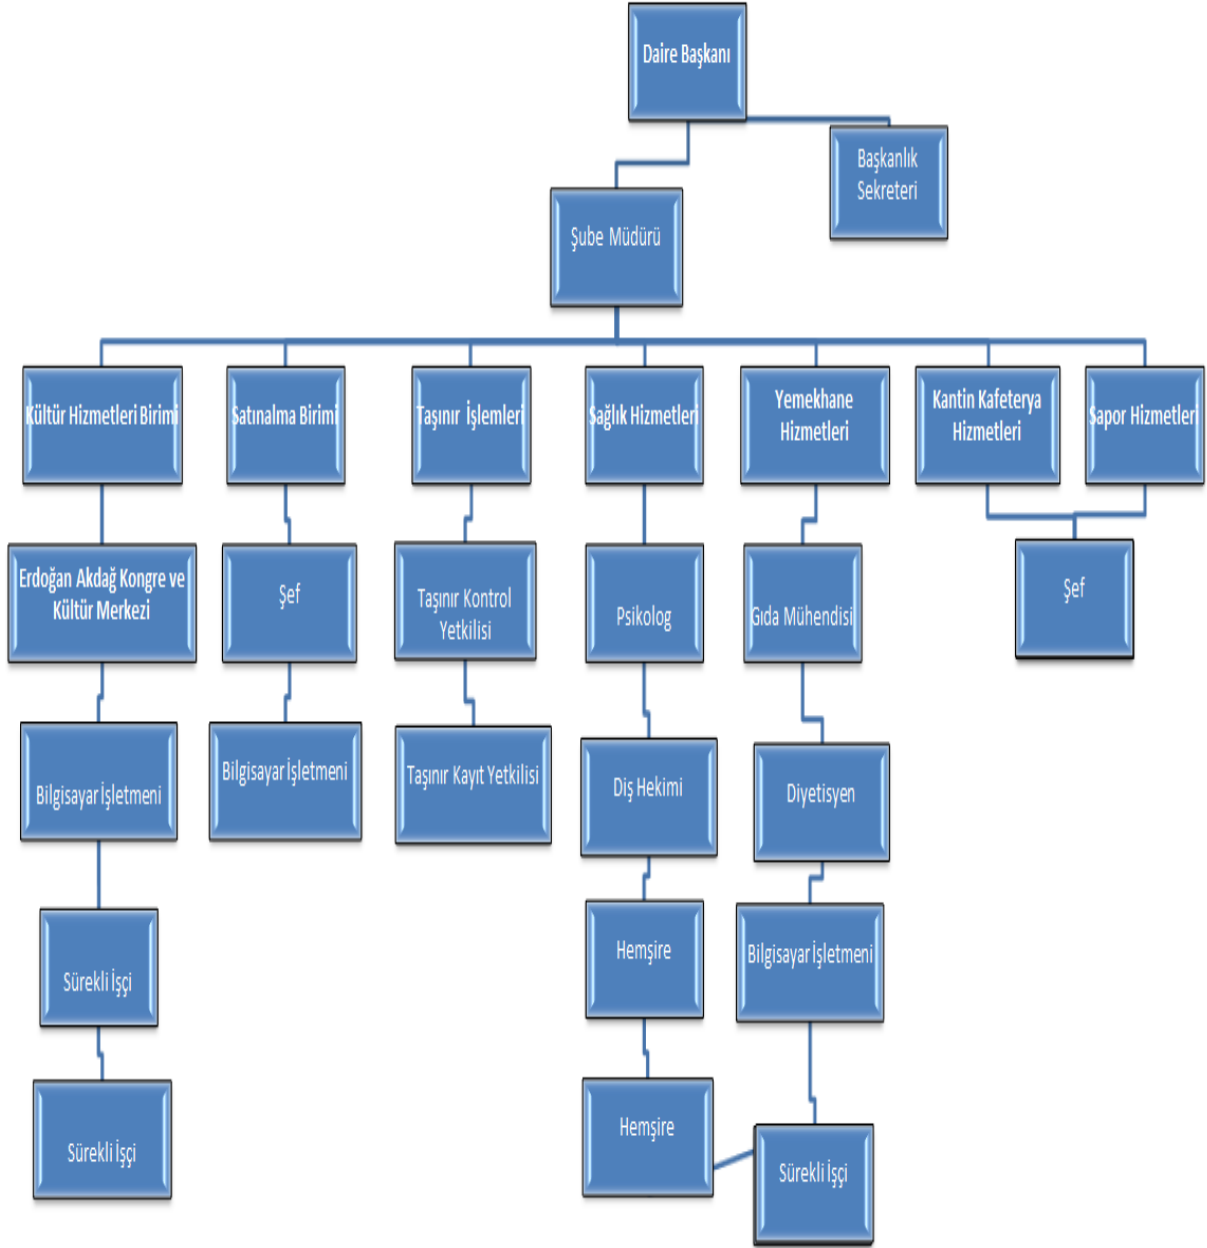 Daire Başkanı
Başkanlık
Sekreteri
Şube Müdürü
Kültür Hizmetleri Birimi
Satınalma Birimi
Taşınır İşlemleri
Sağlık Hizmetleri
Yemekhane
Hizmetleri
Kantin Kafeterya
Hizmetleri
Sapor Hizmetleri
Erdoğan Akdağ Kongre ve
Kültür Merkezi
Şef
Taşınır Kontrol
Yetkilisi
Psikolog
Gıda Mühendisi
Şef
Bilgisayar İşletmeni
Bilgisayar İşletmeni
Taşınır Kayıt Yetkilisi
Diş Hekimi
Diyetisyen
Sürekli İşçi
Hemşire
Bilgisayar İşletmeni
Sürekli İşçi
Hemşire
Sürekli İşçi